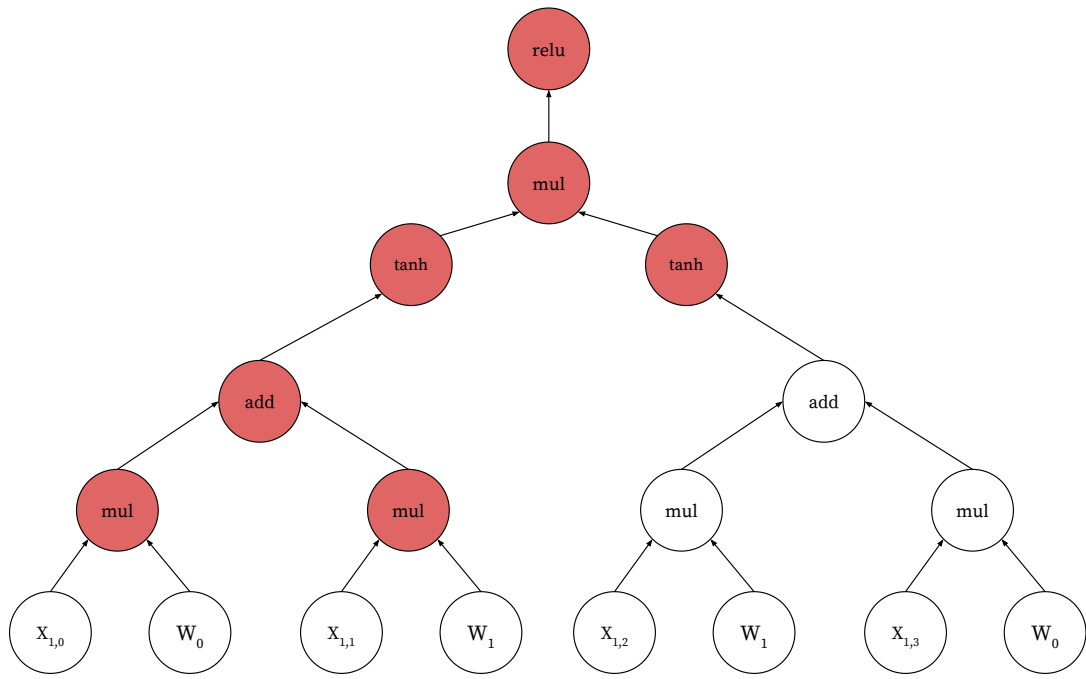 relu
mul
tanh
tanh
add
add
mul
mul
mul
mul
X1,0
W0
X1,1
W1
X1,2
W1
X1,3
W0